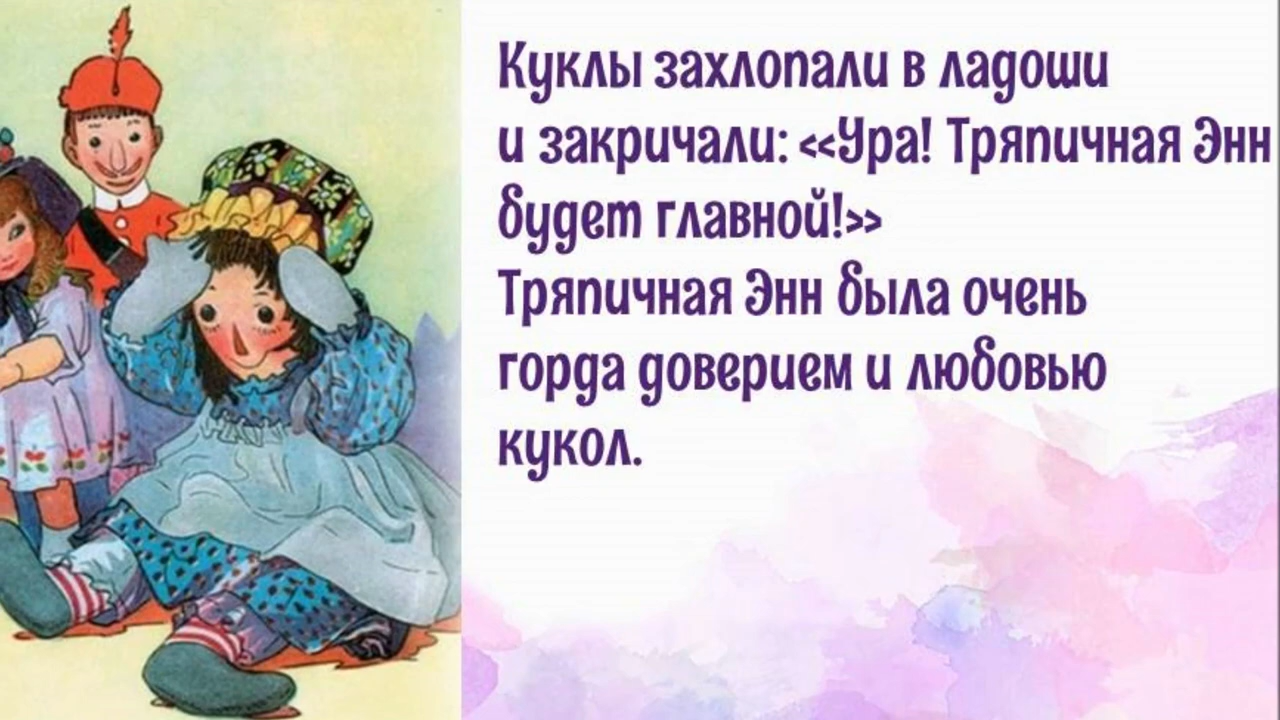 Куклы захлопали в ладоши
и закричали: «Ура! Тряпичная Энн
будет главной!»
Тряпичная Энн была очень
горда доверием и любовью
кукол.